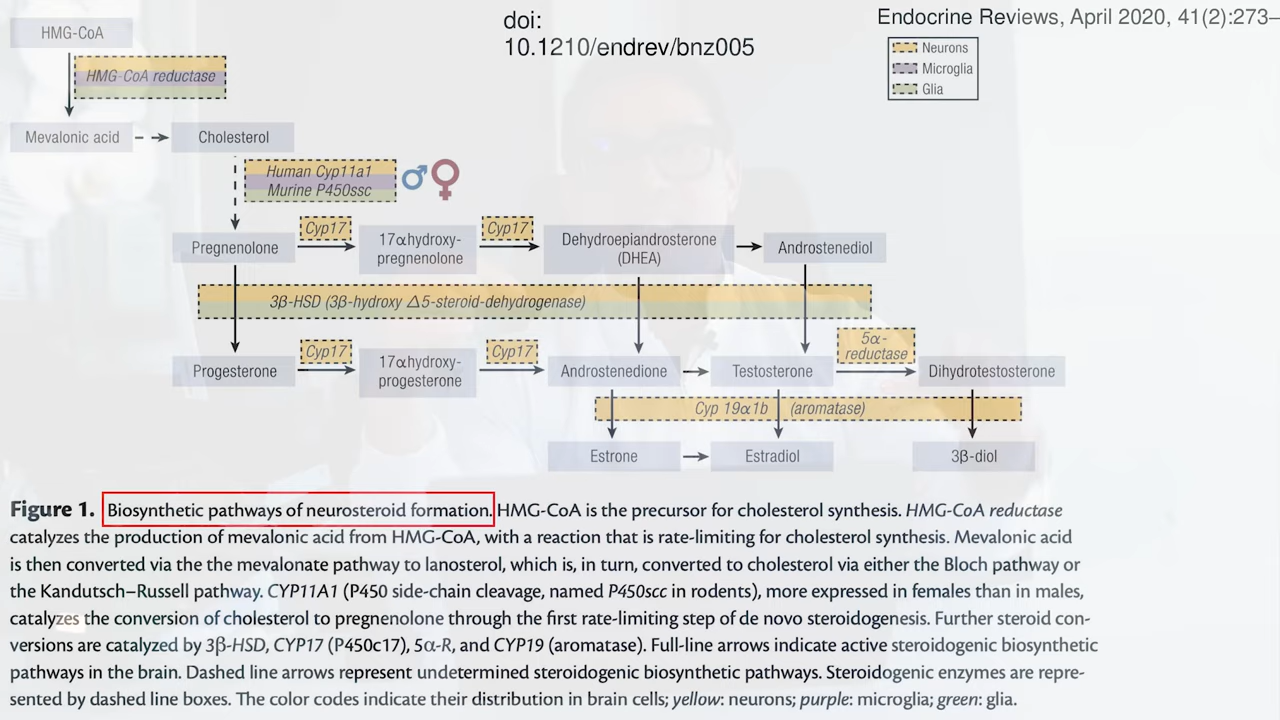 doi:
10.1210/endrev/bnz005
Endocrine Reviews, April 2020, 41(2):273–
Neurons
Microglia
Glia
HMG-CoA
HMG-CoA reductase
Mevalonic acid
Cholesterol
Human Cyp11a1
Murine P450ssc
Pregnenolone
Cyp17
17αhydroxy-
pregnenolone
Cyp17
Dehydroepiandrosterone
(DHEA)
Androstenediol
3β-HSD (3β-hydroxy Δ5-steroid-dehydrogenase)
Progesterone
Cyp17
17αhydroxy-
progesterone
Cyp17
Androstenedione
Testosterone
5α-
reductase
Dihydrotestosterone
Cyp 19α1b (aromatase)
Estrone
Estradiol
3β-diol
Figure 1. Biosynthetic pathways of neurosteroid formation. HMG-CoA is the precursor for cholesterol synthesis. HMG-CoA reductase
catalyzes the production of mevalonic acid from HMG-CoA, with a reaction that is rate-limiting for cholesterol synthesis. Mevalonic acid
is then converted via the the mevalonate pathway to lanosterol, which is, in turn, converted to cholesterol via either the Bloch pathway or
the Kandutsch–Russell pathway. CYP11A1 (P450 side-chain cleavage, named P450scc in rodents), more expressed in females than in males,
catalyzes the conversion of cholesterol to pregnenolone through the first rate-limiting step of de novo steroidogenesis. Further steroid con-
versions are catalyzed by 3β-HSD, CYP17 (P450c17), 5α-R, and CYP19 (aromatase). Full-line arrows indicate active steroidogenic biosynthetic
pathways in the brain. Dashed line arrows represent undetermined steroidogenic biosynthetic pathways. Steroidogenic enzymes are repre-
sented by dashed line boxes. The color codes indicate their distribution in brain cells; yellow: neurons; purple: microglia; green: glia.